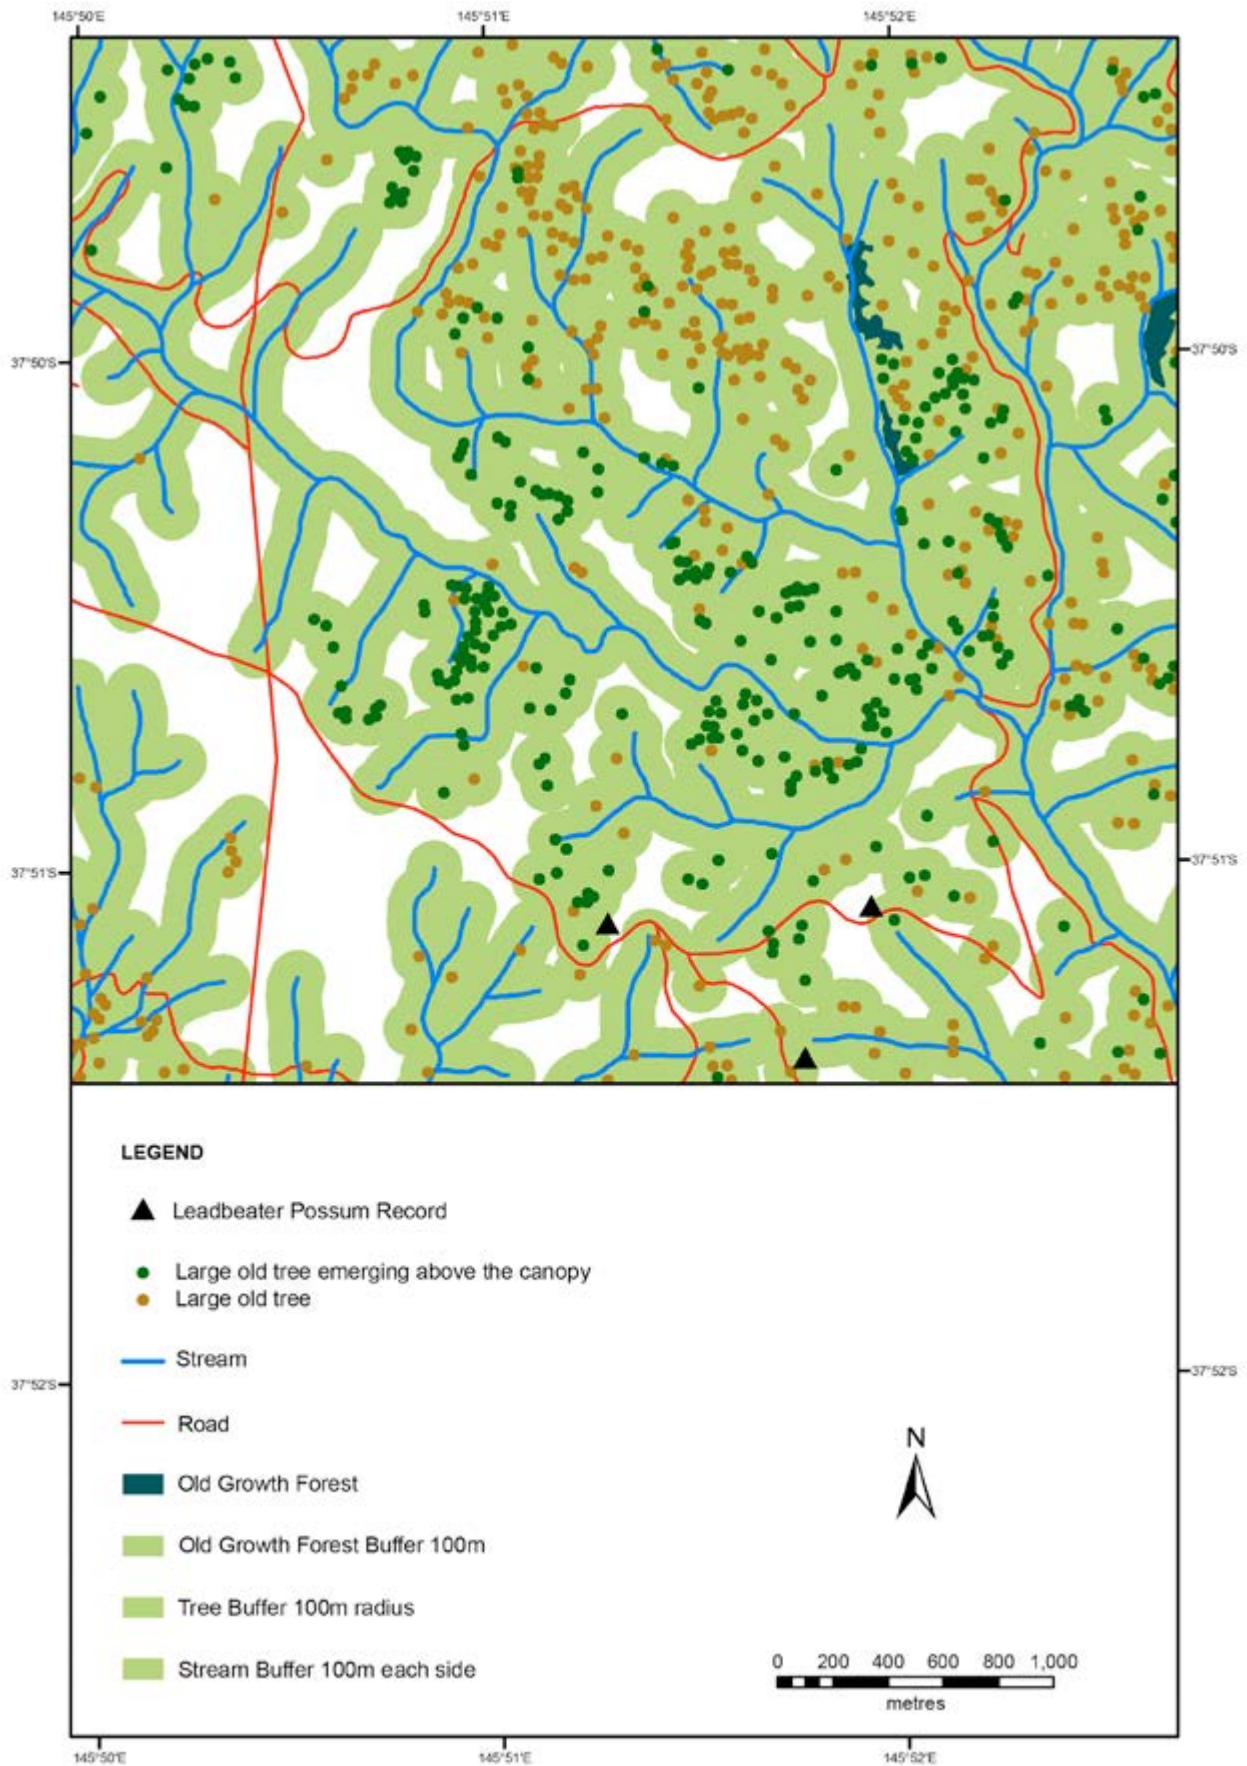 145°50'E 145°51'E 145°52'E
37°50'S 37°50'S
37°51'S 37°51'S
LEGEND
Leadbeater Possum Record
Large old tree emerging above the canopy
Large old tree
Stream
37°52'S 37°52'S
Road
N
Old Growth Forest
Old Growth Forest Buffer 100m
Tree Buffer 100m radius
Stream Buffer 100m each side
0 200 400 600 800 1,000
metres
145°50'E 145°51'E 145°52'E